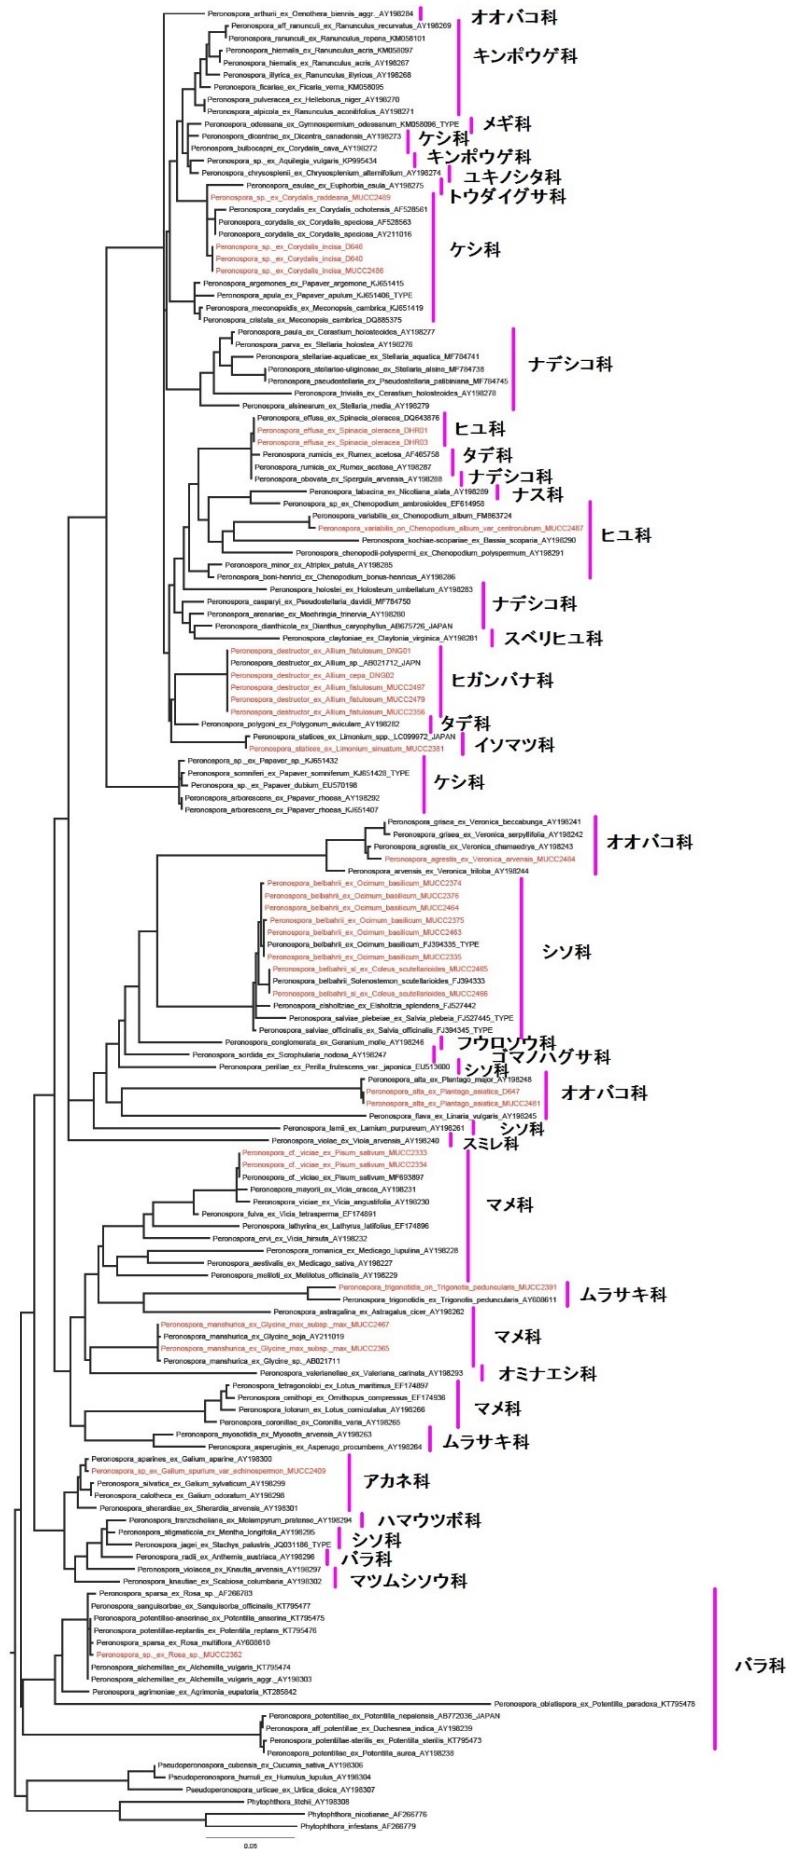 Peronospora_arthurii_ex_Oenothera_biennis_aggr._AY198284
オオバコ科
Peronospora_aff_ranunculi_ex_Ranunculus_recurvatus_AY198269
Peronospora_ranunculi_ex_Ranunculus_repens_KM058101
Peronospora_hiemalis_ex_Ranunculus_acris_KM058097
Peronospora_hiemalis_ex_Ranunculus_acris_AY198267
キンポウゲ科
Peronospora_illyrica_ex_Ranunculus_illyricus_AY198268
Peronospora_ficariae_ex_Ficaria_verna_KM058095
Peronospora_pulveracea_ex_Helleborus_niger_AY198270
Peronospora_alpicola_ex_Ranunculus_aconitifolius_AY198271
Peronospora_odessana_ex_Gymnospermium_odessanum_KM058096_TYPE
メギ科
Peronospora_dicentrae_ex_Dicentra_canadensis_AY198273
ケシ科
Peronospora_bulbocapni_ex_Corydalis_cava_AY198272
Peronospora_sp._ex_Aquilegia_vulgaris_KP995434
キンポウゲ科
Peronospora_chrysosplenii_ex_Chrysosplenium_alternifolium_AY198274
ユキノシタ科
Peronospora_esulae_ex_Euphorbia_esula_AY198275
トウダイグサ科
Peronospora_sp._ex_Corydalis_raddeana_MUCC2489
Peronospora_corydalis_ex_Corydalis_ochotensis_AF528561
Peronospora_corydalis_ex_Corydalis_speciosa_AF528563
Peronospora_corydalis_ex_Corydalis_speciosa_AY211016
Peronospora_sp._ex_Corydalis_incisa_D646
ケシ科
Peronospora_sp._ex_Corydalis_incisa_D640
Peronospora_sp._ex_Corydalis_incisa_MUCC2486
Peronospora_argemones_ex_Papaver_argemone_KJ651415
Peronospora_apula_ex_Papaver_apulum_KJ651406_TYPE
Peronospora_meconopsidis_ex_Meconopsis_cambrica_KJ651419
Peronospora_cristata_ex_Meconopsis_cambrica_DQ885375
Peronospora_paula_ex_Cerastium_holosteoides_AY198277
Peronospora_parva_ex_Stellaria_holostea_AY198276
Peronospora_stellariae-aquaticae_ex_Stellaria_aquatica_MF784741
ナデシコ科
Peronospora_stellariae-uliginosae_ex_Stellaria_alsine_MF784738
Peronospora_pseudostellaria_ex_Pseudostellaria_palibiniana_MF784745
Peronospora_trivialis_ex_Cerastium_holosteoides_AY198278
Peronospora_alsinearum_ex_Stellaria_media_AY198279
Peronospora_effusa_ex_Spinacia_oleracea_DQ643876
Peronospora_effusa_ex_Spinacia_oleracea_DHR01
ヒユ科
Peronospora_effusa_ex_Spinacia_oleracea_DHR03
Peronospora_rumicis_ex_Rumex_acetosa_AF465758
タデ科
Peronospora_rumicis_ex_Rumex_acetosa_AY198287
Peronospora_obovata_ex_Spergula_arvensis_AY198288
ナデシコ科
Peronospora_tabacina_ex_Nicotiana_alata_AY198289
ナス科
Peronospora_sp_ex_Chenopodium_ambrosioides_EF614958
Peronospora_variabilis_ex_Chenopodium_album_FM863724
Peronospora_variabilis_on_Chenopodium_album_var_centrorubrum_MUCC2487
ヒユ科
Peronospora_kochiae-scopariae_ex_Bassia_scoparia_AY198290
Peronospora_chenopodii-polyspermi_ex_Chenopodium_polyspermum_AY198291
Peronospora_minor_ex_Atriplex_patula_AY198285
Peronospora_boni-henrici_ex_Chenopodium_bonus-henricus_AY198286
Peronospora_holostei_ex_Holosteum_umbellatum_AY198283
Peronospora_casparyi_ex_Pseudostellaria_davidii_MF784750
ナデシコ科
Peronospora_arenariae_ex_Moehringia_trinervia_AY198280
Peronospora_dianthicola_ex_Dianthus_caryophyllus_AB675726_JAPAN
Peronospora_claytoniae_ex_Claytonia_virginica_AY198281
スベリヒユ科
Peronospora_destructor_ex_Allium_fistulosum_DNG01
Peronospora_destructor_ex_Allium_sp._AB021712_JAPN
Peronospora_destructor_ex_Allium_cepa_DNG02
ヒガンバナ科
Peronospora_destructor_ex_Allium_fistulosum_MUCC2497
Peronospora_destructor_ex_Allium_fistulosum_MUCC2479
Peronospora_destructor_ex_Allium_fistulosum_MUCC2356
Peronospora_polygoni_ex_Polygonum_aviculare_AY198282
タデ科
Peronospora_statices_ex_Limonium_spp._LC099972_JAPAN
イソマツ科
Peronospora_statices_ex_Limonium_sinuatum_MUCC2381
Peronospora_sp._ex_Papaver_sp._KJ651432
Peronospora_somniferi_ex_Papaver_somniferum_KJ651428_TYPE
ケシ科
Peronospora_sp._ex_Papaver_dubium_EU570198
Peronospora_arborescens_ex_Papaver_rhoeas_AY198292
Peronospora_arborescens_ex_Papaver_rhoeas_KJ651407
Peronospora_grisea_ex_Veronica_beccabunga_AY198241
Peronospora_grisea_ex_Veronica_serpyllifolia_AY198242
オオバコ科
Peronospora_agrestis_ex_Veronica_chamaedrys_AY198243
Peronospora_agrestis_ex_Veronica_arvensis_MUCC2484
Peronospora_arvensis_ex_Veronica_triloba_AY198244
Peronospora_belbahrii_ex_Ocimum_basilicum_MUCC2374
Peronospora_belbahrii_ex_Ocimum_basilicum_MUCC2376
Peronospora_belbahrii_ex_Ocimum_basilicum_MUCC2464
Peronospora_belbahrii_ex_Ocimum_basilicum_MUCC2375
Peronospora_belbahrii_ex_Ocimum_basilicum_MUCC2463
Peronospora_belbahrii_ex_Ocimum_basilicum_FJ394335_TYPE
シソ科
Peronospora_belbahrii_ex_Ocimum_basilicum_MUCC2335
Peronospora_belbahrii_sl_ex_Coleus_scutellarioides_MUCC2465
Peronospora_belbahrii_Solenostemon_scutellarioides_FJ394333
Peronospora_belbahrii_sl_ex_Coleus_scutellarioides_MUCC2466
Peronospora_elsholtziae_ex_Elsholtzia_splendens_FJ527442
Peronospora_salviae_plebeiae_ex_Salvia_plebeia_FJ527445_TYPE
Peronospora_salviae_officinalis_ex_Salvia_officinalis_FJ394345_TYPE
Peronospora_conglomerata_ex_Geranium_molle_AY198246
フウロソウ科
Peronospora_sordida_ex_Scrophularia_nodosa_AY198247
ゴマノハグサ科
Peronospora_perillae_ex_Perilla_frutescens_var._japonica_EU513600
シソ科
Peronospora_alta_ex_Plantago_major_AY198248
Peronospora_alta_ex_Plantago_asiatica_D647
オオバコ科
Peronospora_alta_ex_Plantago_asiatica_MUCC2481
Peronospora_flava_ex_Linaria_vulgaris_AY198245
Peronospora_lamii_ex_Lamium_purpureum_AY198261
シソ科
Peronospora_violae_ex_Viola_arvensis_AY198240
スミレ科
Peronospora_cf._viciae_ex_Pisum_sativum_MUCC2333
Peronospora_cf._viciae_ex_Pisum_sativum_MUCC2334
Peronospora_cf._viciae_ex_Pisum_sativum_MF693897
Peronospora_mayorii_ex_Vicia_cracca_AY198231
Peronospora_viciae_ex_Vicia_angustifolia_AY198230
マメ科
Peronospora_fulva_ex_Vicia_tetrasperma_EF174891
Peronospora_lathyrina_ex_Lathyrus_latifolius_EF174896
Peronospora_ervi_ex_Vicia_hirsuta_AY198232
Peronospora_romanica_ex_Medicago_lupulina_AY198228
Peronospora_aestivalis_ex_Medicago_sativa_AY198227
Peronospora_meliloti_ex_Melilotus_officinalis_AY198229
Peronospora_trigonotidis_on_Trigonotis_peduncularis_MUCC2391
ムラサキ科
Peronospora_trigonotidis_ex_Trigonotis_peduncularis_AY608611
Peronospora_astragalina_ex_Astragalus_cicer_AY198262
Peronospora_manshurica_ex_Glycine_max_subsp._max_MUCC2467
Peronospora_manshurica_ex_Glycine_soja_AY211019
マメ科
Peronospora_manshurica_ex_Glycine_max_subsp._max_MUCC2365
Peronospora_manshurica_ex_Glycine_sp._AB021711
Peronospora_valerianellae_ex_Valeriana_carinata_AY198293
オミナエシ科
Peronospora_tetragonolobi_ex_Lotus_maritimus_EF174897
Peronospora_ornithopi_ex_Ornithopus_compressus_EF174936
マメ科
Peronospora_lotorum_ex_Lotus_corniculatus_AY198266
Peronospora_coronillae_ex_Coronilla_varia_AY198265
Peronospora_myosotidis_ex_Myosotis_arvensis_AY198263
ムラサキ科
Peronospora_asperuginis_ex_Asperugo_procumbens_AY198264
Peronospora_aparines_ex_Galium_aparine_AY198300
Peronospora_sp_ex_Galium_spurium_var_echinospermon_MUCC2409
アカネ科
Peronospora_silvatica_ex_Galium_sylvaticum_AY198299
Peronospora_calotheca_ex_Galium_odoratum_AY198298
Peronospora_sherardiae_ex_Sherardia_arvensis_AY198301
Peronospora_tranzscheliana_ex_Melampyrum_pratense_AY198294
ハマウツボ科
Peronospora_stigmaticola_ex_Mentha_longifolia_AY198295
シソ科
Peronospora_jagei_ex_Stachys_palustris_JQ031186_TYPE
Peronospora_radii_ex_Anthemis_austriaca_AY198296
バラ科
Peronospora_violacea_ex_Knautia_arvensis_AY198297
Peronospora_knautiae_ex_Scabiosa_columbaria_AY198302
マツムシソウ科
Peronospora_sparsa_ex_Rosa_sp._AF266783
Peronospora_sanguisorbae_ex_Sanquisorba_officinalis_KT795477
Peronospora_potentillae-anserinae_ex_Potentilla_anserina_KT795475
Peronospora_potentillae-reptantis_ex_Potentilla_reptans_KT795476
Peronospora_sparsa_ex_Rosa_multiflora_AY608610
Peronospora_sp._ex_Rosa_sp._MUCC2362
バラ科
Peronospora_alchemillae_ex_Alchemilla_vulgaris_KT795474
Peronospora_alchemillae_ex_Alchemilla_vulgaris_aggr._AY198303
Peronospora_agrimoniae_ex_Agrimonia_eupatoria_KT285842
Peronospora_oblatispora_ex_Potentilla_paradoxa_KT795478
Peronospora_potentillae_ex_Potentilla_nepalensis_AB772036_JAPAN
Peronospora_aff_potentillae_ex_Duchesnea_indica_AY198239
Peronospora_potentillae-sterilis_ex_Potentilla_sterilis_KT795473
Peronospora_potentillae_ex_Potentilla_aurea_AY198238
Pseudoperonospora_cubensis_ex_Cucumis_sativa_AY198306
Pseudoperonospora_humuli_ex_Humulus_lupulus_AY198304
Pseudoperonospora_urticae_ex_Urtica_dioica_AY198307
Phytophthora_litchii_AY198308
Phytophthora_nicotianae_AF266776
Phytophthora_infestans_AF266779
0.05